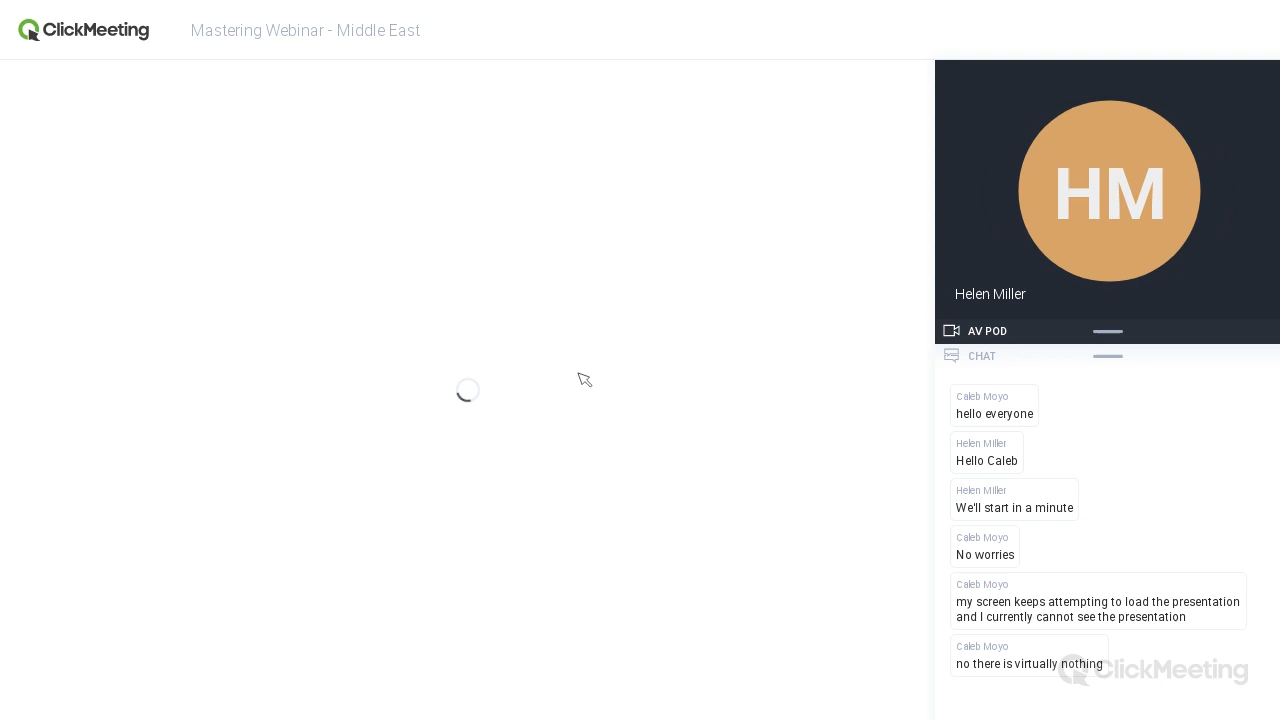 ClickMeeting
Mastering Webinar - Middle East
HM
Helen Miller
AV POD
CHAT
Caleb Moyo
hello everyone
Helen Miller
Hello Caleb
Helen Miller
We'll start in a minute
Caleb Moyo
No worries
Caleb Moyo
my screen keeps attempting to load the presentation
and I currently cannot see the presentation
Caleb Moyo
no there is virtually nothing
ClickMeeting